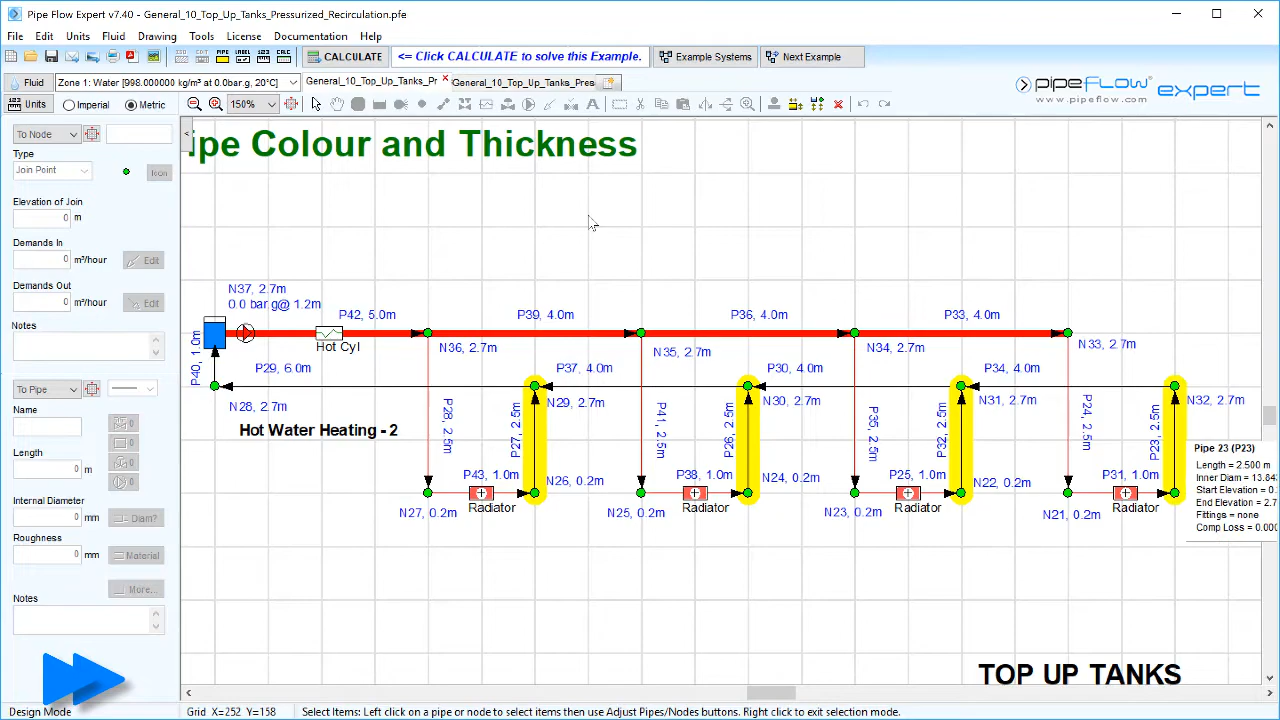 Pipe Flow Expert v7.40 - General_10_Top_Up_Tanks_Pressurized_Recirculation.pfe
File Edit Units Fluid Drawing Tools License Documentation
CALCULATE <= Click CALCULATE to solve this Example. Example Systems Next Example
Fluid Zone 1: Water [998.000000 kg/m³ at 0.0bar.g, 20°C] General_10_Top_Up_Tanks_Pr General_10_Top_Up_Tanks_Pres
pipeflow expert
www.pipeflow.com
Units Imperial Metric 150%
To Node
Type
Join Point Icon
Elevation of Join
0 m
Demands In
0 m³/hour Edit
Demands Out
0 m³/hour Edit
Notes
To Pipe
Name
0
0
Length
0 m 0
0
Internal Diameter
0 mm Diam?
Roughness
0 mm Material
More...
Notes
ipe Colour and Thickness
N37, 2.7m
0.0 bar g@ 1.2m
P42, 5.0m P39, 4.0m P36, 4.0m P33, 4.0m
Hot Cyl N36, 2.7m N35, 2.7m N34, 2.7m N33, 2.7m
P40, 1.0m
P29, 6.0m P37, 4.0m P30, 4.0m P34, 4.0m
N28, 2.7m N29, 2.7m N30, 2.7m N31, 2.7m N32, 2.7m
Hot Water Heating - 2
P28, 2.5m P27, 2.5m P41, 2.5m P26, 2.5m P35, 2.5m P32, 2.5m P24, 2.5m P23, 2.5m
P43, 1.0m N26, 0.2m P38, 1.0m N24, 0.2m P25, 1.0m N22, 0.2m P31, 1.0m
N27, 0.2m Radiator N25, 0.2m Radiator N23, 0.2m Radiator N21, 0.2m Radiator
Pipe 23 (P23)
Length = 2.500 m
Inner Diam = 13.84
Start Elevation = 0.
End Elevation = 2.7
Fittings = none
Comp Loss = 0.000
TOP UP TANKS
Design Mode Grid X=252 Y=158 Select Items: Left click on a pipe or node to select items then use Adjust Pipes/Nodes buttons. Right click to exit selection mode.